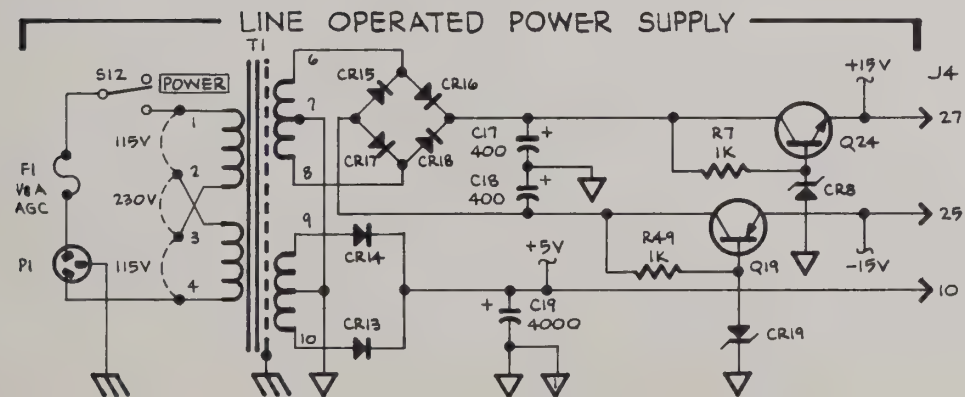 LINE OPERATED POWER SUPPLY
T1
S12
POWER
115V
F1
1/8 A
AGC
230V
P1
115V
1
2
3
4
6
7
8
9
10
CR15
CR16
CR17
CR18
CR14
CR13
C17
400
+
C18
400
+
+
C19
4000
+5V
R7
1K
R49
1K
Q24
CR8
Q19
CR19
+15V
-15V
J4
27
25
10